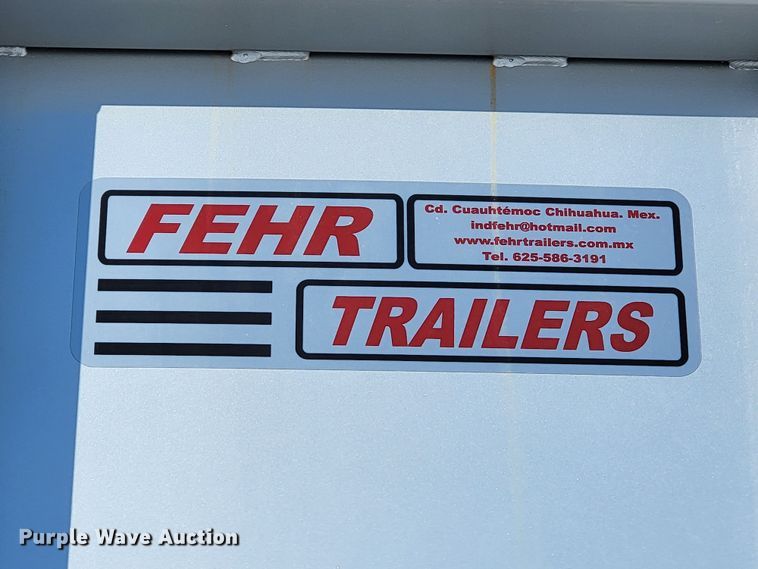 FEHR
Cd. Cuauhtémoc Chihuahua. Mex.
indfehr@hotmail.com
www.fehrtrailers.com.mx
Tel. 625-586-3191
TRAILERS
Purple Wave Auction